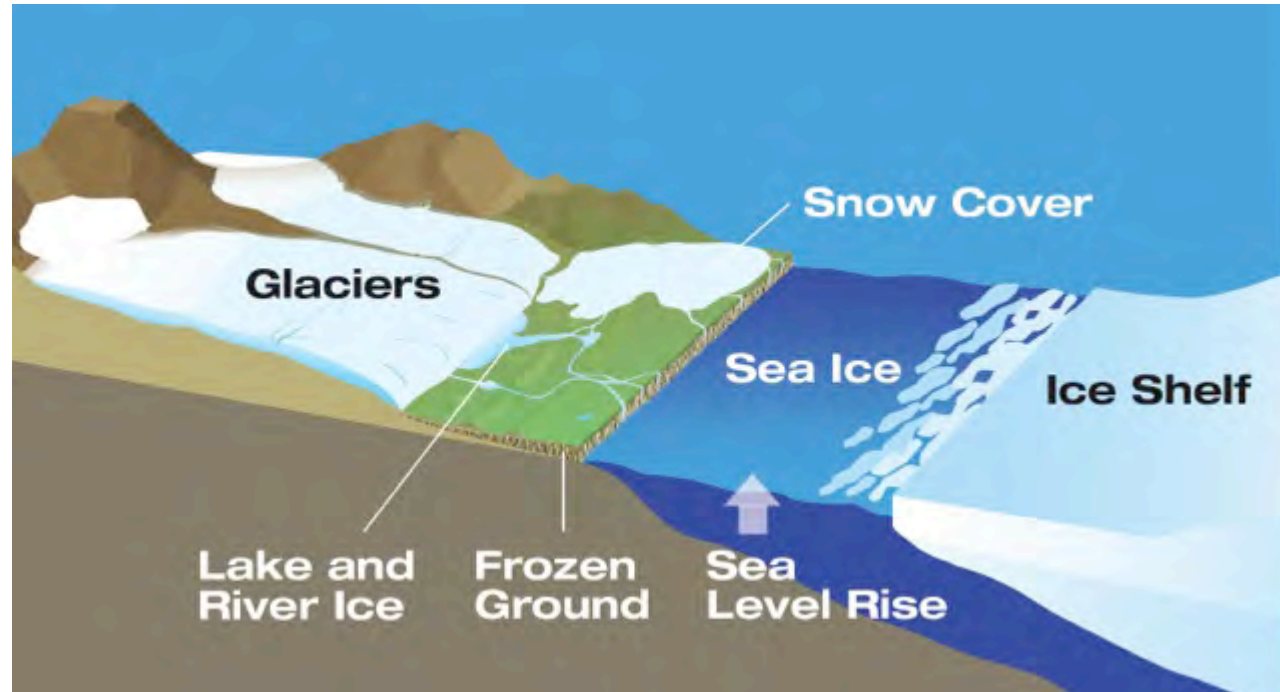 Snow Cover
Glaciers
Sea Ice
Ice Shelf
Lake and
River Ice
Frozen
Ground
Sea
Level Rise